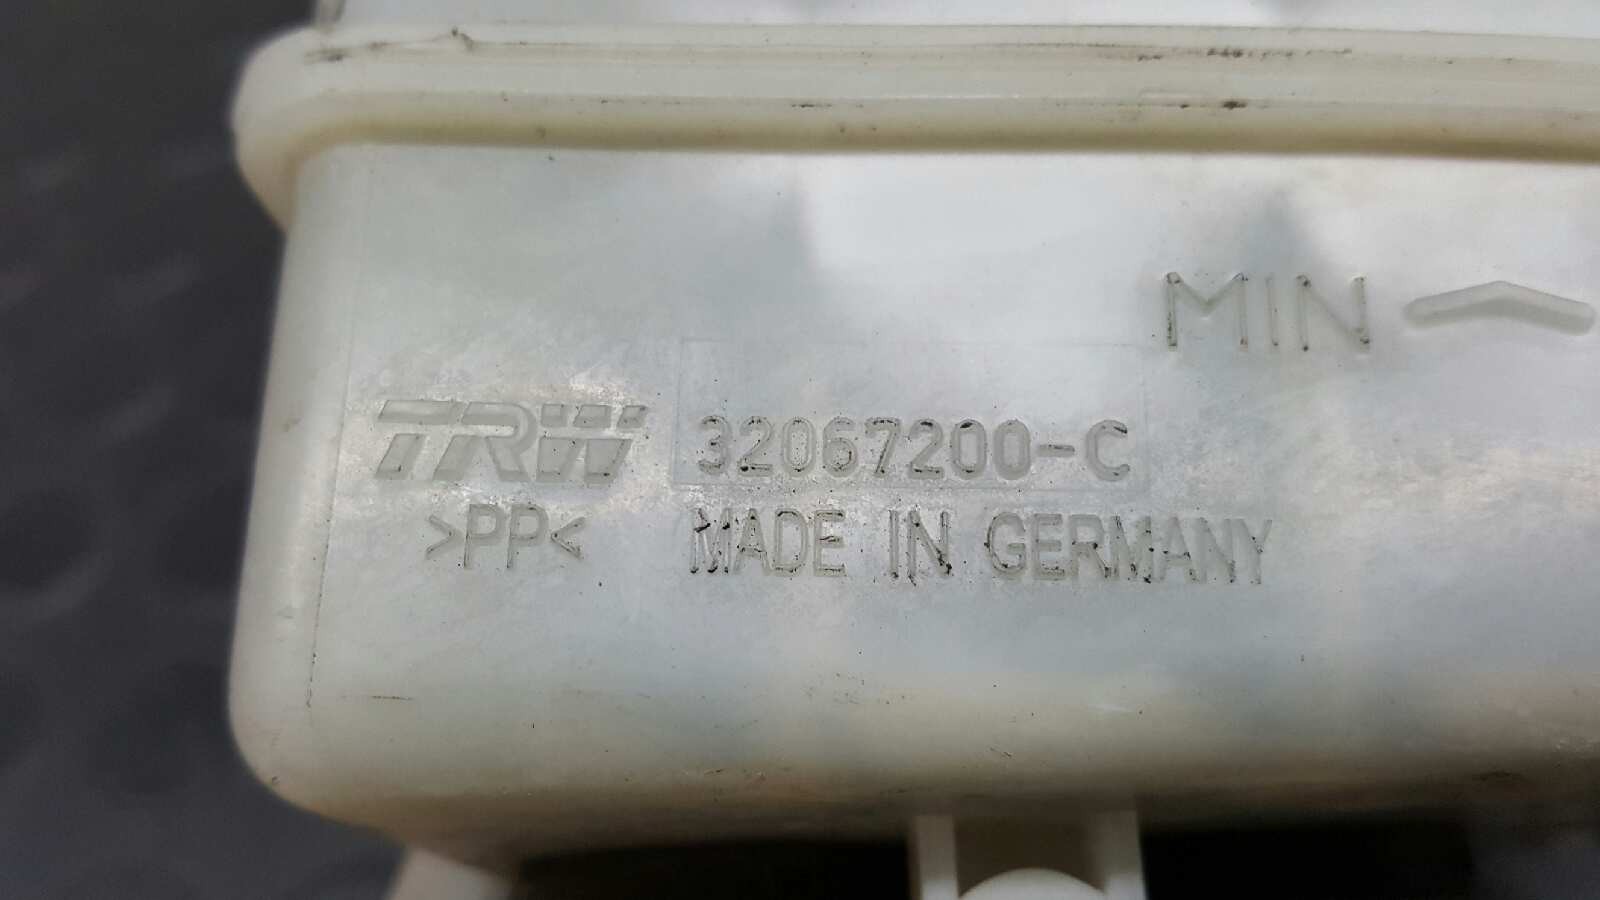 MIN
TRW 32067200-C
>PP< MADE IN GERMANY